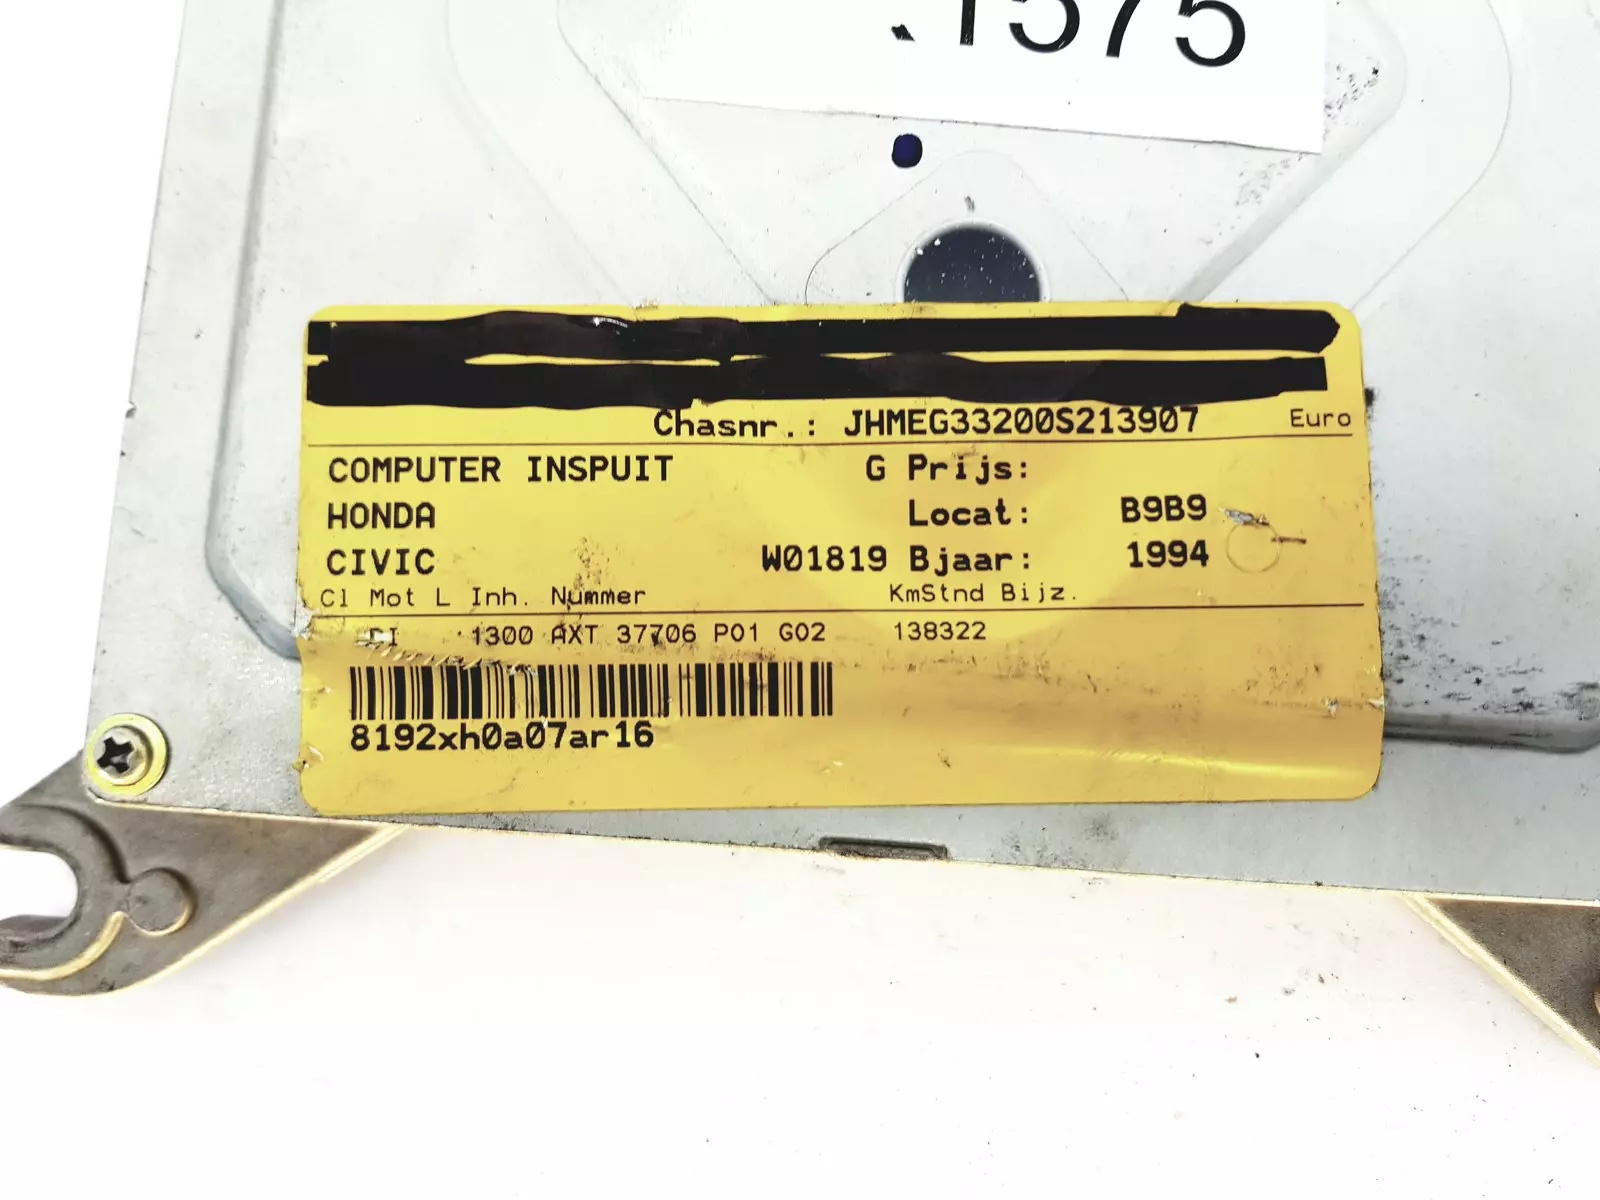 .1575
Chasnr.: JHMEG33200S213907 Euro
COMPUTER INSPUIT G Prijs:
HONDA Locat: B9B9
CIVIC W01819 Bjaar: 1994
Cl Mot L Inh. Nummer KmStnd Bijz.
1300 AXT 37706 P01 G02 138322
8192xh0a07ar16